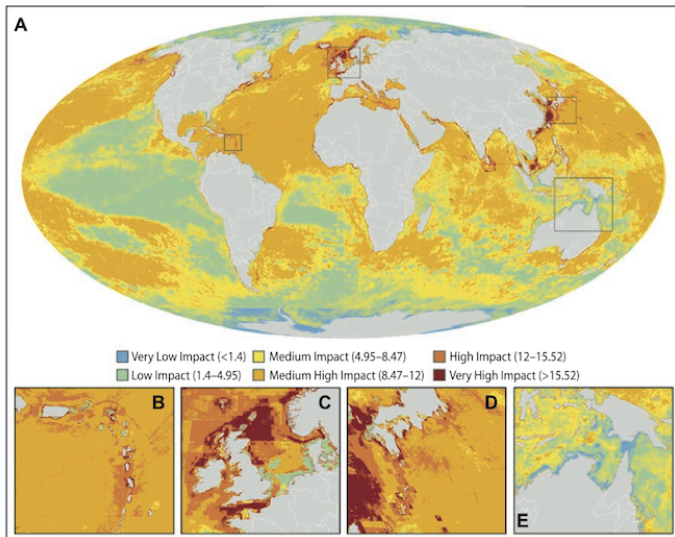 A
Very Low Impact (<1.4) Medium Impact (4.95–8.47) High Impact (12–15.52)
Low Impact (1.4–4.95) Medium High Impact (8.47–12) Very High Impact (>15.52)
B C D
E